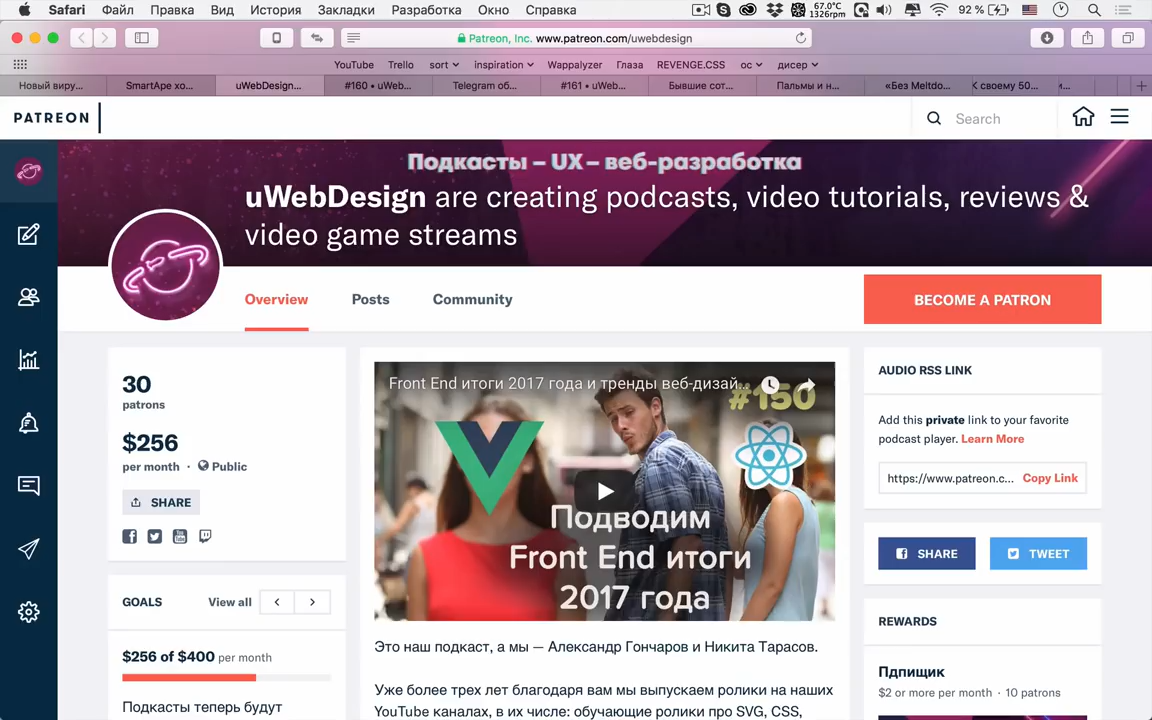 Safari Файл Правка Вид История Закладки Разработка Окно Справка 67.0°C 1326rpm 92 %
Patreon, Inc. www.patreon.com/uwebdesign
YouTube Trello sort inspiration Wappalyzer Глаза REVENGE.CSS ос дисер
Новый виру... SmartApe хо... uWebDesign... #160 • uWeb... Telegram об... #161 • uWeb... Бывшие сот... Пальмы и н... «Без Meltdo... К своему 50... и...
PATREON Search
Подкасты – UX – веб-разработка
uWebDesign are creating podcasts, video tutorials, reviews &
video game streams
Overview Posts Community BECOME A PATRON
30
patrons
$256
per month · Public
SHARE
GOALS View all
$256 of $400 per month
Подкасты теперь будут
Front End итоги 2017 года и тренды веб-дизай...
#150
Подводим
Front End итоги
2017 года
Это наш подкаст, а мы — Александр Гончаров и Никита Тарасов.
Уже более трех лет благодаря вам мы выпускаем ролики на наших
YouTube каналах, в их числе: обучающие ролики про SVG, CSS,
AUDIO RSS LINK
Add this private link to your favorite
podcast player. Learn More
https://www.patreon.c... Copy Link
SHARE TWEET
REWARDS
Пдпищик
$2 or more per month · 10 patrons